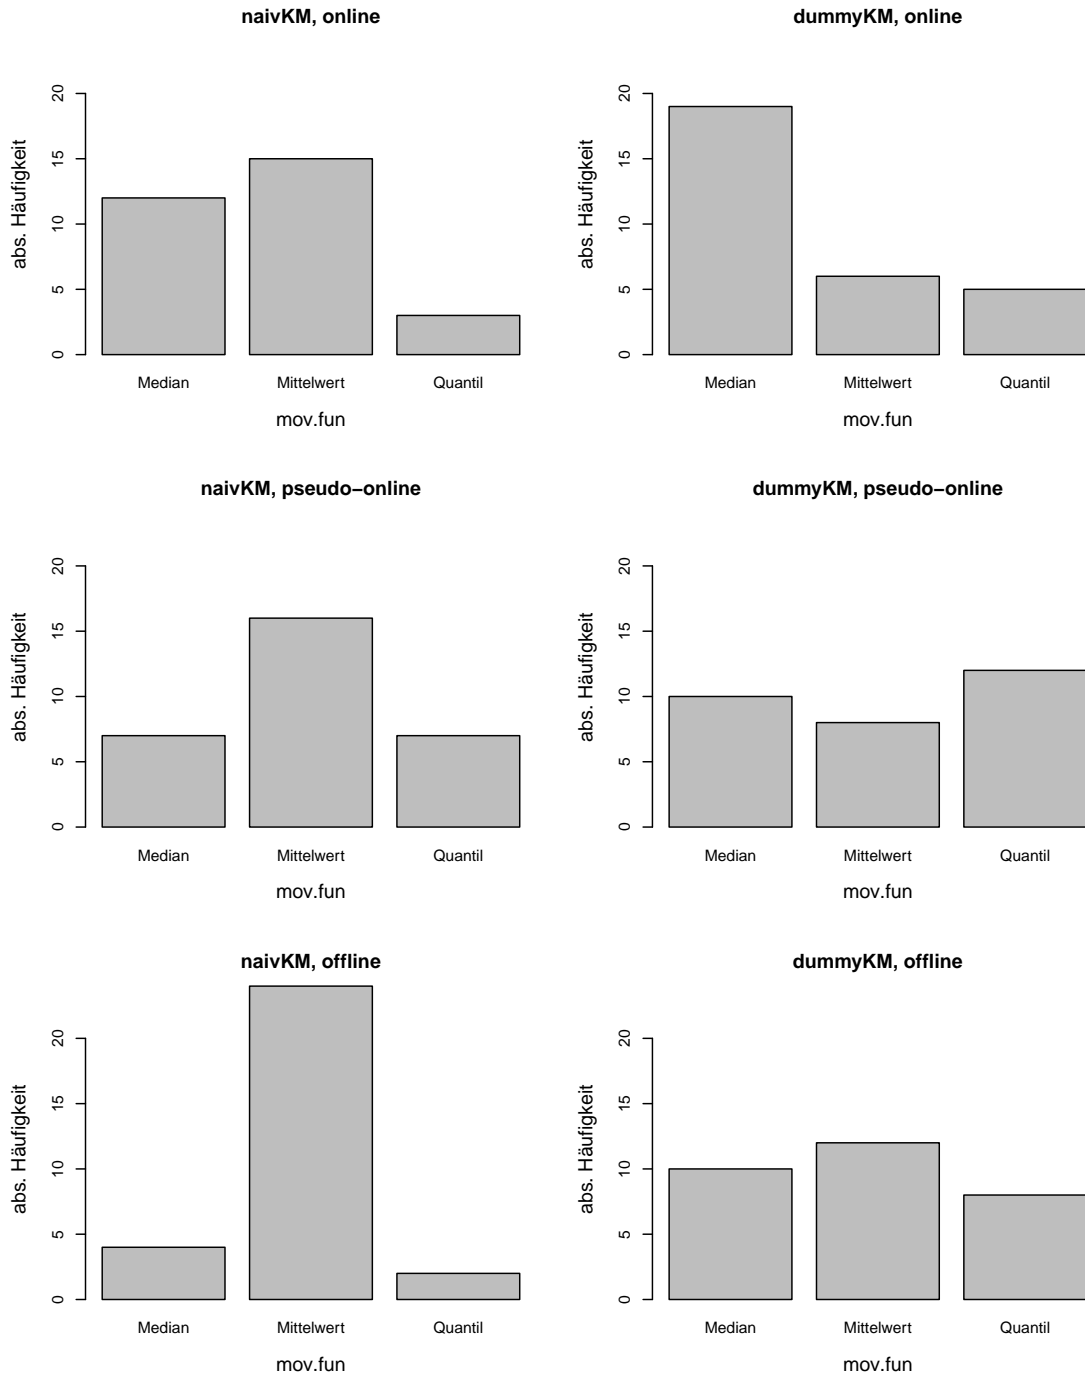 naivKM, online
abs. Häufigkeit
20
15
10
5
0
Median Mittelwert Quantil
mov.fun
dummyKM, online
abs. Häufigkeit
20
15
10
5
0
Median Mittelwert Quantil
mov.fun
naivKM, pseudo−online
abs. Häufigkeit
20
15
10
5
0
Median Mittelwert Quantil
mov.fun
dummyKM, pseudo−online
abs. Häufigkeit
20
15
10
5
0
Median Mittelwert Quantil
mov.fun
naivKM, offline
abs. Häufigkeit
20
15
10
5
0
Median Mittelwert Quantil
mov.fun
dummyKM, offline
abs. Häufigkeit
20
15
10
5
0
Median Mittelwert Quantil
mov.fun